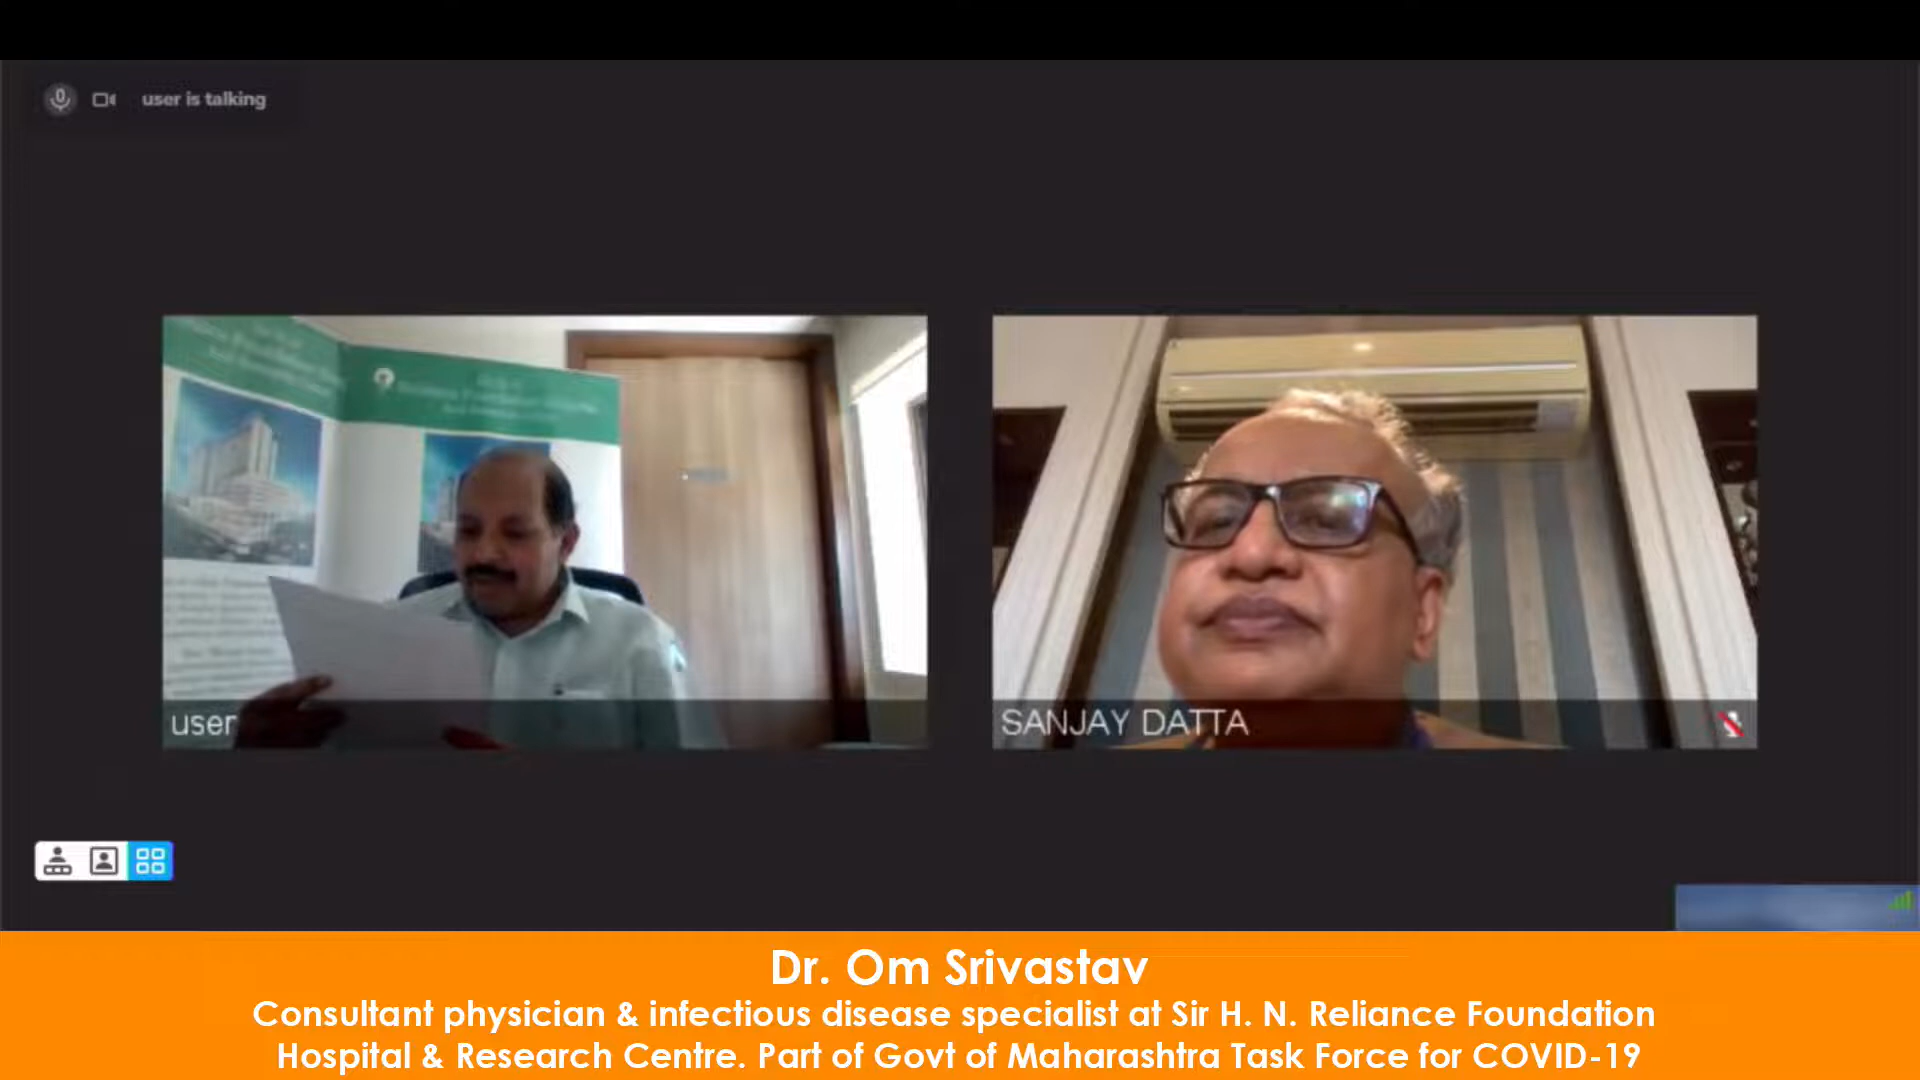 user is talking
user
SANJAY DATTA
Dr. Om Srivastav
Consultant physician & infectious disease specialist at Sir H. N. Reliance Foundation
Hospital & Research Centre. Part of Govt of Maharashtra Task Force for COVID-19